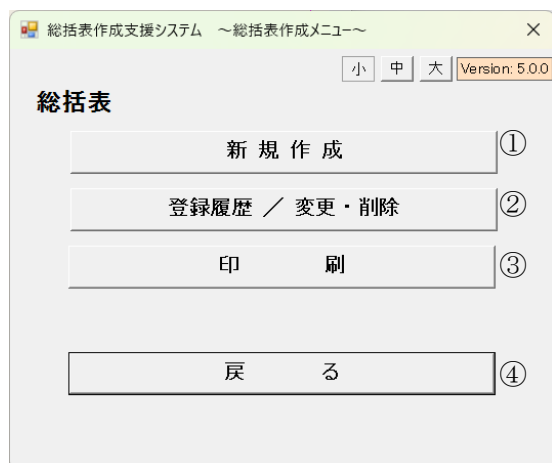 総括表作成支援システム ～総括表作成メニュー～
小 中 大 Version: 5.0.0
総括表
新 規 作 成 ①
登録履歴 ／ 変更・削除 ②
印 刷 ③
戻 る ④